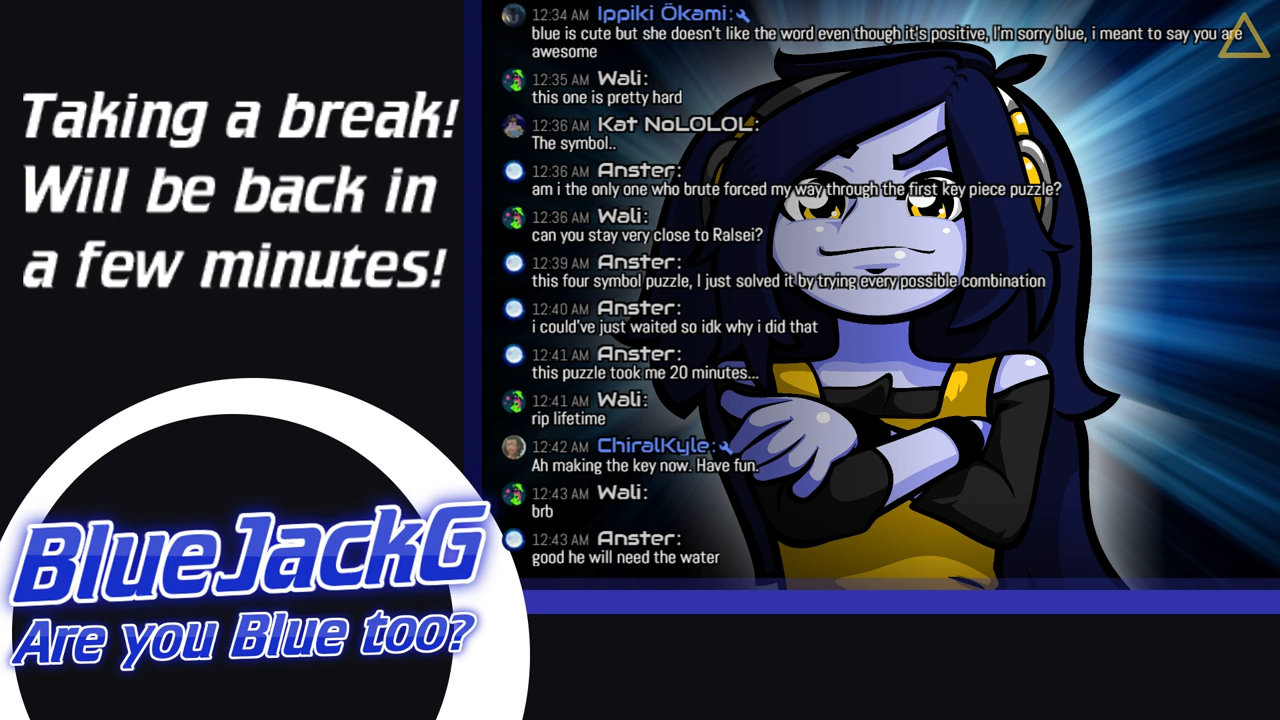 Taking a break!
Will be back in
a few minutes!
BlueJackG
Are you Blue too?
12:34 AM Ippiki Ōkami:
blue is cute but she doesn't like the word even though it's positive, I'm sorry blue, i meant to say you are
awesome
12:35 AM Wali:
this one is pretty hard
12:36 AM Kat NoLOLOL:
The symbol..
12:36 AM Anster:
am i the only one who brute forced my way through the first key piece puzzle?
12:36 AM Wali:
can you stay very close to Ralsei?
12:39 AM Anster:
this four symbol puzzle, I just solved it by trying every possible combination
12:40 AM Anster:
i could've just waited so idk why i did that
12:41 AM Anster:
this puzzle took me 20 minutes...
12:41 AM Wali:
rip lifetime
12:42 AM ChiralKyle:
Ah making the key now. Have fun.
12:43 AM Wali:
brb
12:43 AM Anster:
good he will need the water